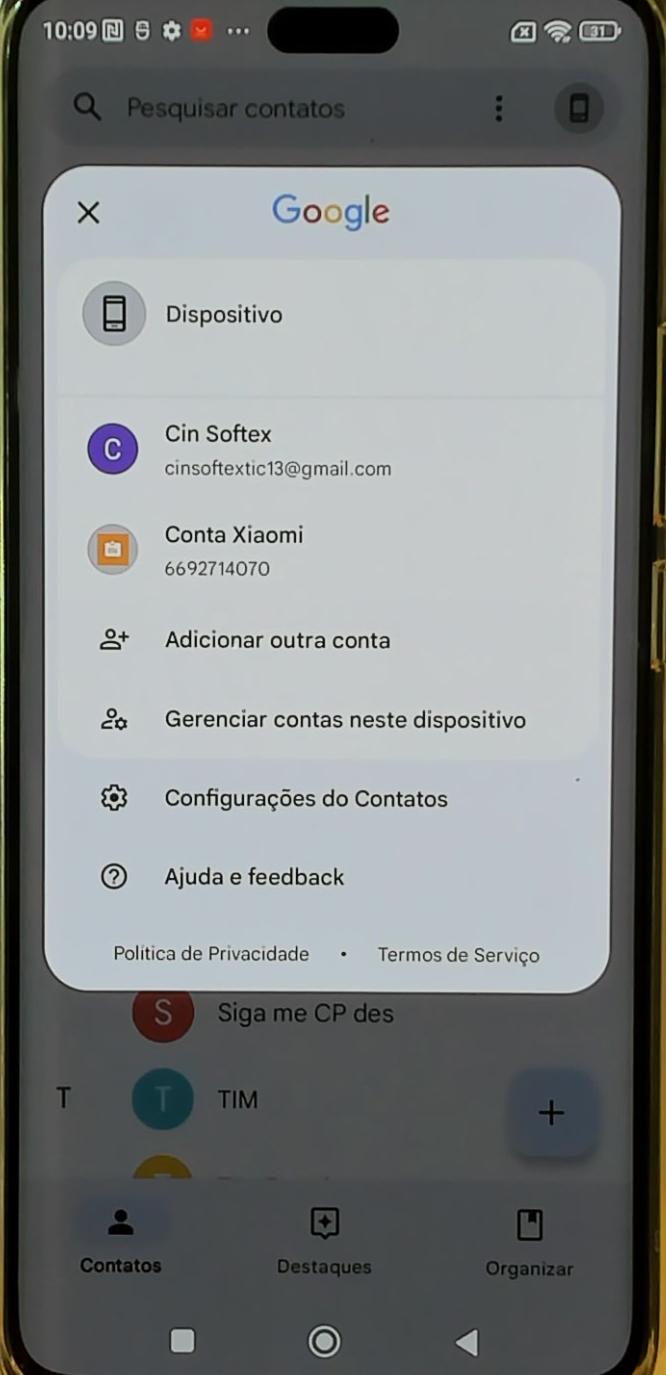 10:09
31
Pesquisar contatos
Google
Dispositivo
C
Cin Softex
cinsoftextic13@gmail.com
Conta Xiaomi
6692714070
Adicionar outra conta
Gerenciar contas neste dispositivo
Configurações do Contatos
Ajuda e feedback
Política de Privacidade • Termos de Serviço
S Siga me CP des
T T TIM
Contatos Destaques Organizar